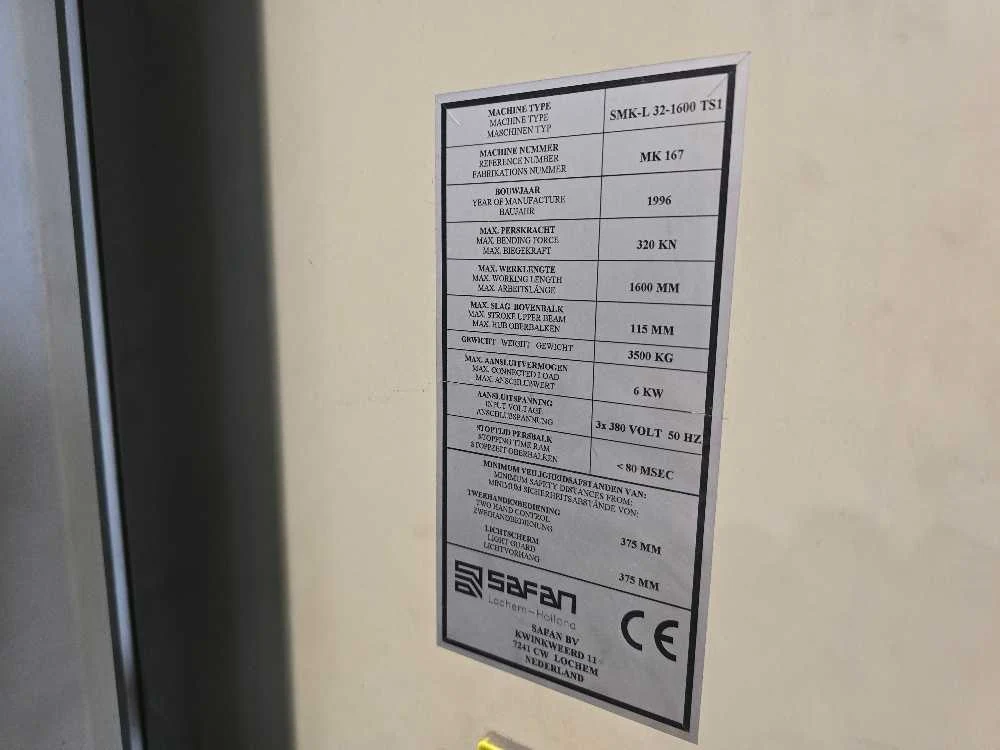 MACHINE TYPE
MACHINE TYPE
MASCHINEN TYP
SMK-L 32-1600 TS1
MACHINE NUMMER
REFERENCE NUMBER
FABRIKATIONS NUMMER
MK 167
BOUWJAAR
YEAR OF MANUFACTURE
BAUJAHR
1996
MAX. PERSKRACHT
MAX. BENDING FORCE
MAX. BIEGEKRAFT
320 KN
MAX. WERKLENGTE
MAX. WORKING LENGTH
MAX. ARBEITSLÄNGE
1600 MM
MAX. SLAG BOVENBALK
MAX. STROKE UPPER BEAM
MAX. HUB OBERBALKEN
115 MM
GEWICHT WEIGHT GEWICHT
3500 KG
MAX. AANSLUITVERMOGEN
MAX. CONNECTED LOAD
MAX. ANSCHLUßWERT
6 KW
AANSLUITSPANNING
INPUT VOLTAGE
ANSCHLUßSPANNUNG
3x 380 VOLT 50 HZ
STOPTIJD PERSBALK
STOPPING TIME RAM
STOPPZEIT OBERBALKEN
< 80 MSEC
MINIMUM VEILIGHEIDSAFSTANDEN VAN:
MINIMUM SAFETY DISTANCES FROM:
MINIMUM SICHERHEITSABSTÄNDE VON:
TWEEHANDENBEDIENING
TWO HAND CONTROL
ZWEIHANDBEDIENUNG
375 MM
LICHTSCHERM
LIGHT GUARD
LICHTVORHANG
375 MM
SAFAN
Lochem-Holland
SAFAN BV
KWINKWEERD 11
7241 CW LOCHEM
NEDERLAND
CE